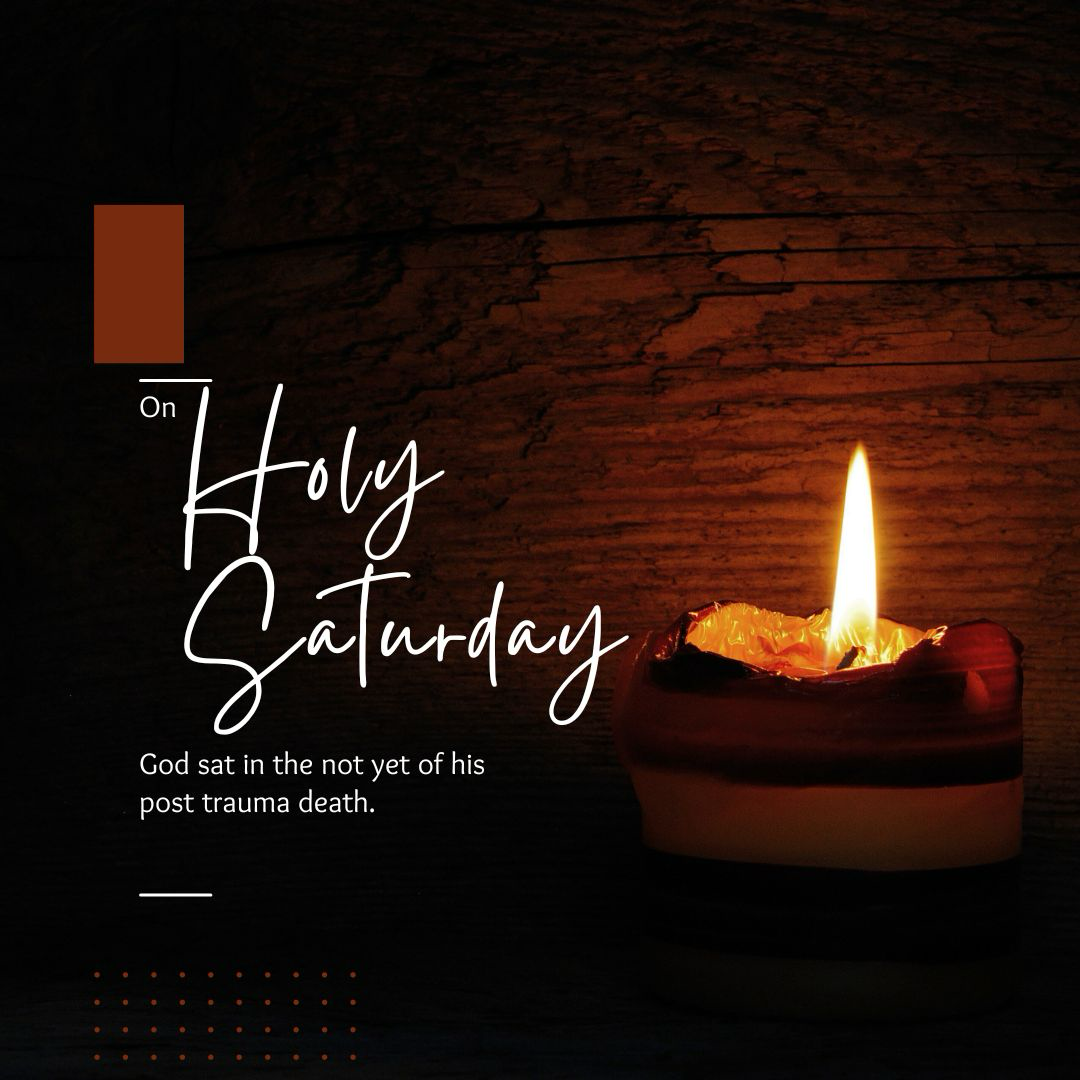 On
Holy
Saturday
God sat in the not yet of his
post trauma death.